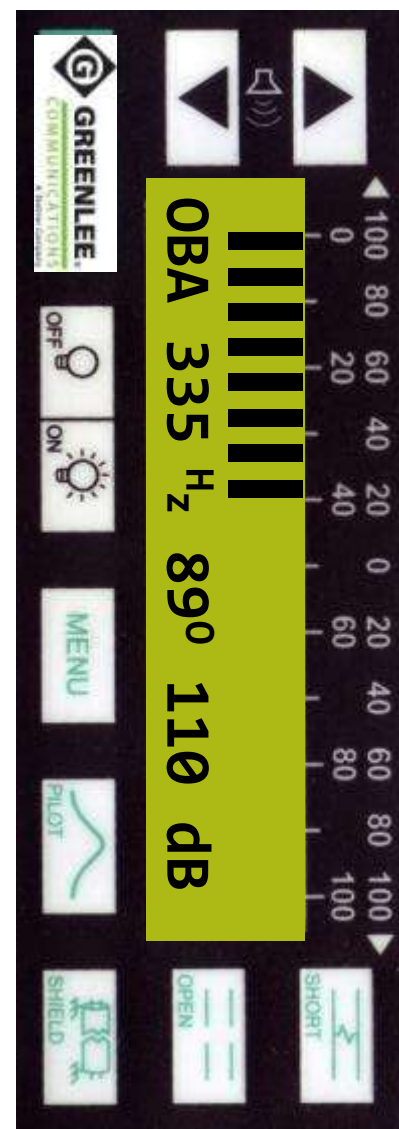 100 80 60 40 20 0 20 40 60 80 100
0 20 40 60 80 100
SHORT
OBA 335 Hz 89º 110 dB
OPEN
G GREENLEE
COMMUNICATIONS
OFF
ON
MENU
PILOT
SHIELD